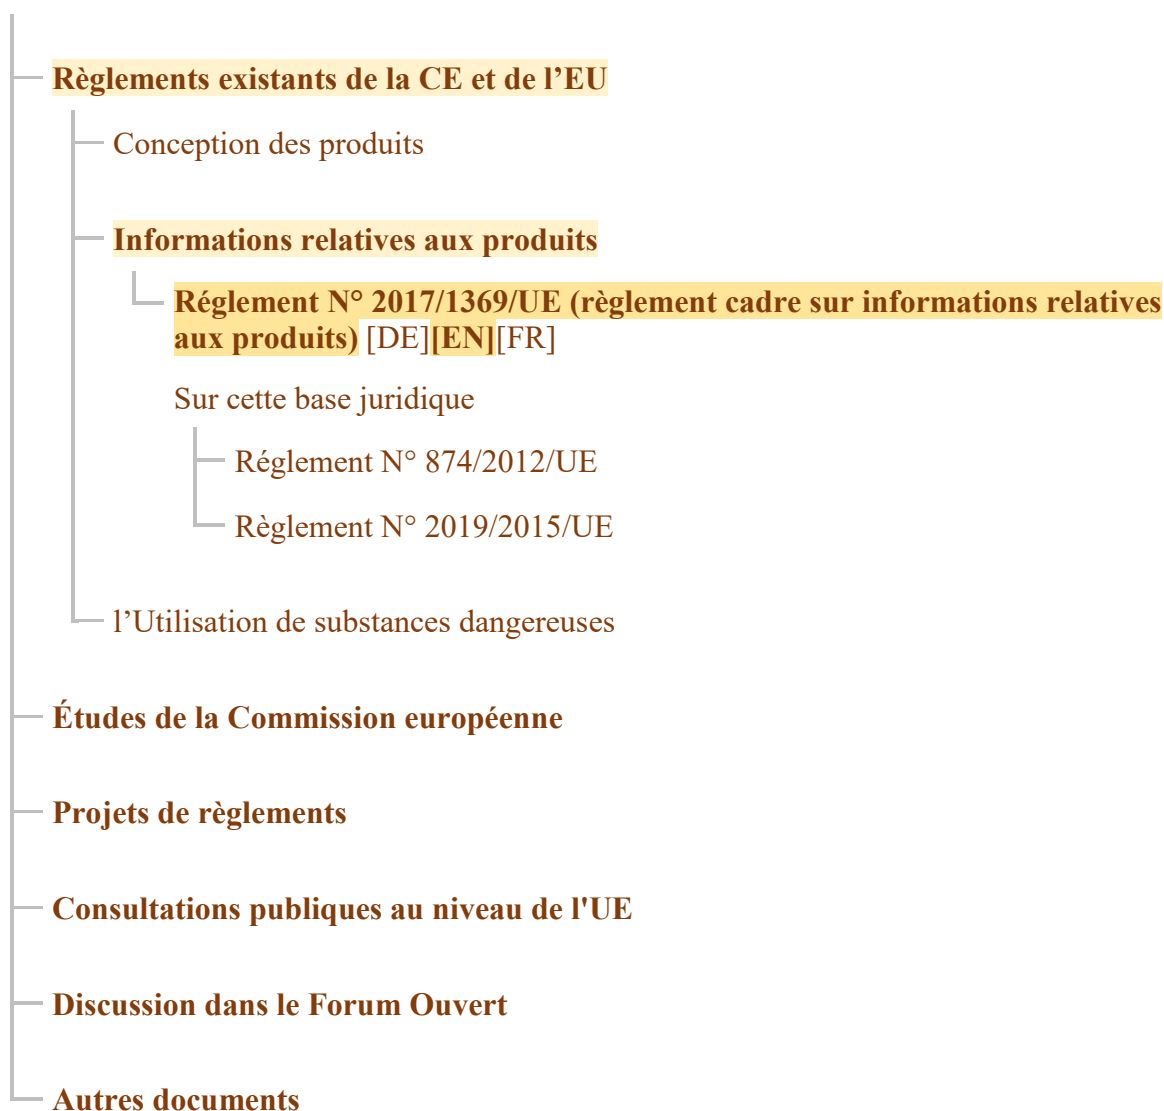 Règlements existants de la CE et de l’EU
Conception des produits
Informations relatives aux produits
Réglement N° 2017/1369/UE (règlement cadre sur informations relatives
aux produits) [DE][EN][FR]
Sur cette base juridique
Réglement N° 874/2012/UE
Règlement N° 2019/2015/UE
l’Utilisation de substances dangereuses
Études de la Commission européenne
Projets de règlements
Consultations publiques au niveau de l'UE
Discussion dans le Forum Ouvert
Autres documents